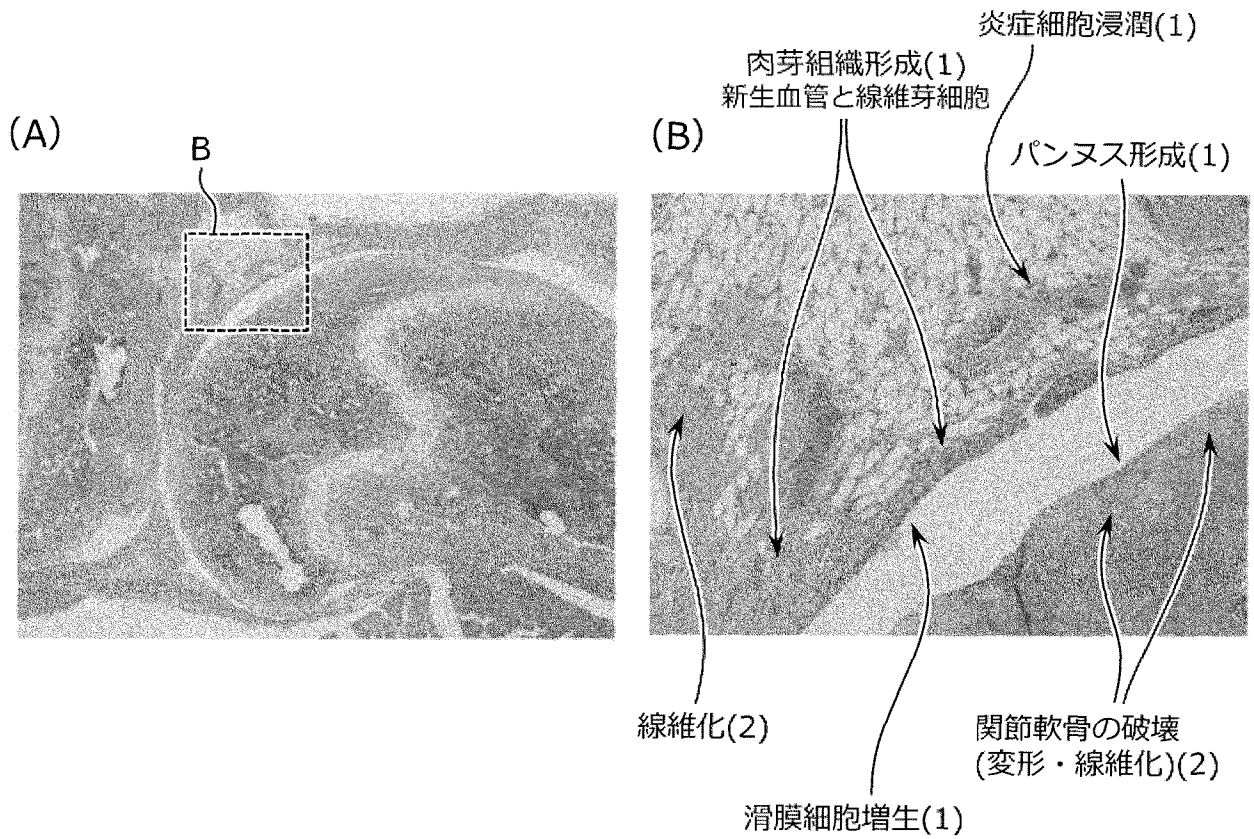 炎症細胞浸潤(1)
肉芽組織形成(1)
新生血管と線維芽細胞
(A)
B
(B)
パンヌス形成(1)
線維化(2)
関節軟骨の破壊
(変形・線維化)(2)
滑膜細胞増生(1)